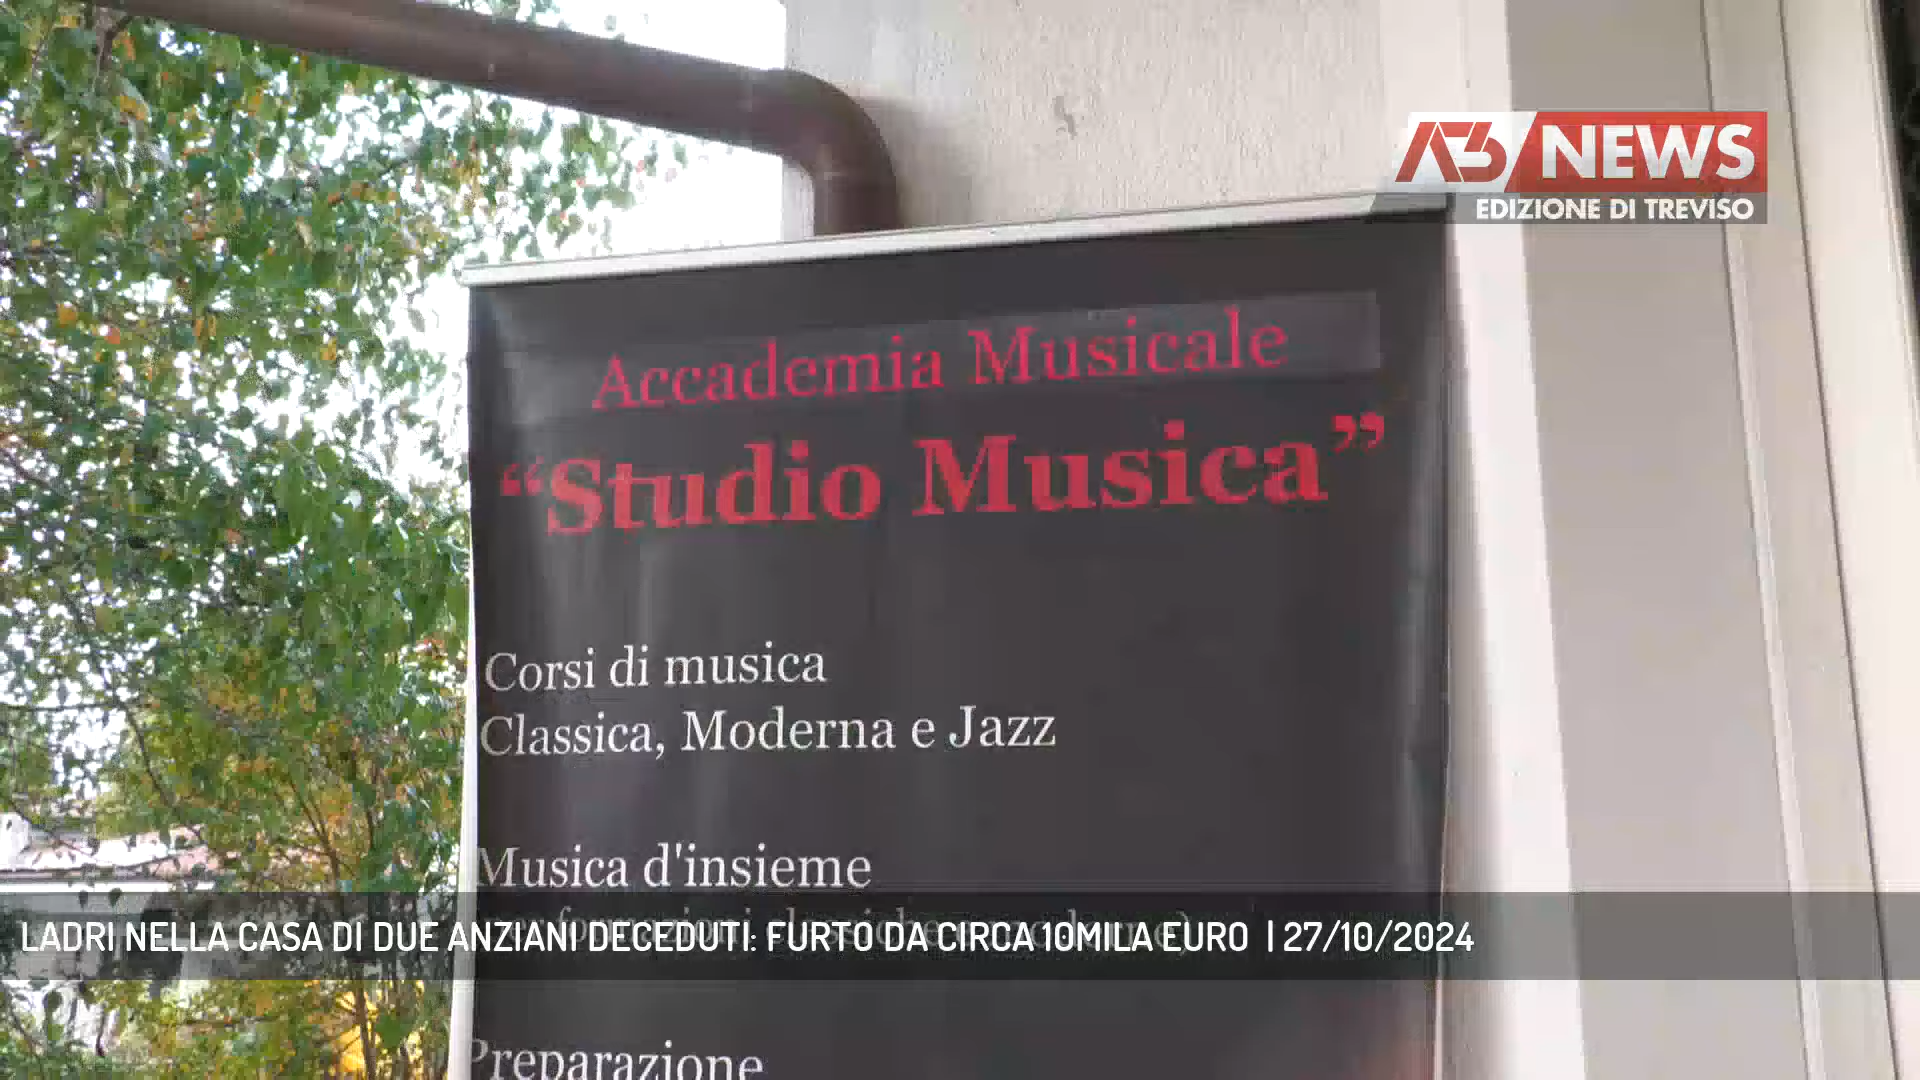 A3 NEWS
EDIZIONE DI TREVISO
Accademia Musicale
“Studio Musica”
Corsi di musica
Classica, Moderna e Jazz
Musica d'insieme
LADRI NELLA CASA DI DUE ANZIANI DECEDUTI: FURTO DA CIRCA 10MILA EURO | 27/10/2024
Preparazione